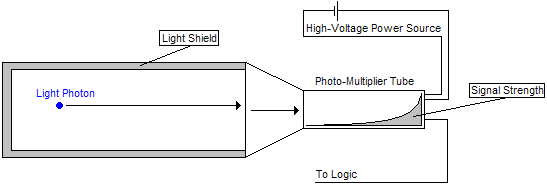 High-Voltage Power Source
Light Shield
Photo-Multiplier Tube
Light Photon
Signal Strength
To Logic